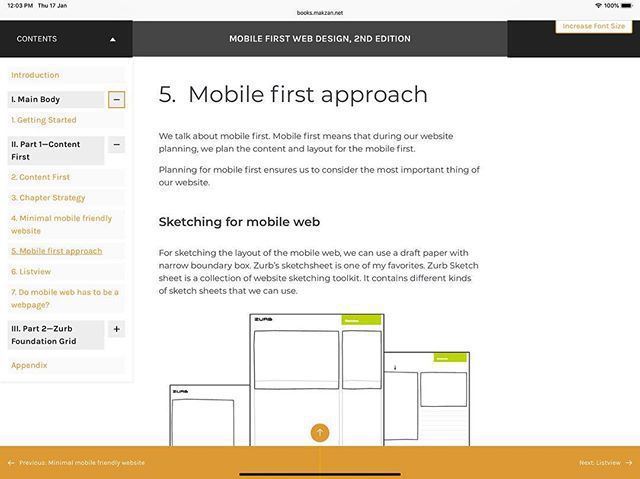 12:03 PM Thu 17 Jan
100%
books.makzan.net
CONTENTS
MOBILE FIRST WEB DESIGN, 2ND EDITION
Increase Font Size
Introduction
I. Main Body
1. Getting Started
II. Part 1—Content
First
2. Content First
3. Chapter Strategy
4. Minimal mobile friendly
website
5. Mobile first approach
6. Listview
7. Do mobile web has to be a
webpage?
III. Part 2—Zurb
Foundation Grid
Appendix
5. Mobile first approach
We talk about mobile first. Mobile first means that during our website
planning, we plan the content and layout for the mobile first.
Planning for mobile first ensures us to consider the most important thing of
our website.
Sketching for mobile web
For sketching the layout of the mobile web, we can use a draft paper with
narrow boundary box. Zurb's sketchsheet is one of my favorites. Zurb Sketch
sheet is a collection of website sketching toolkit. It contains different kinds
of sketch sheets that we can use.
ZURB
ZURB
Previous: Minimal mobile friendly website
Next: Listview